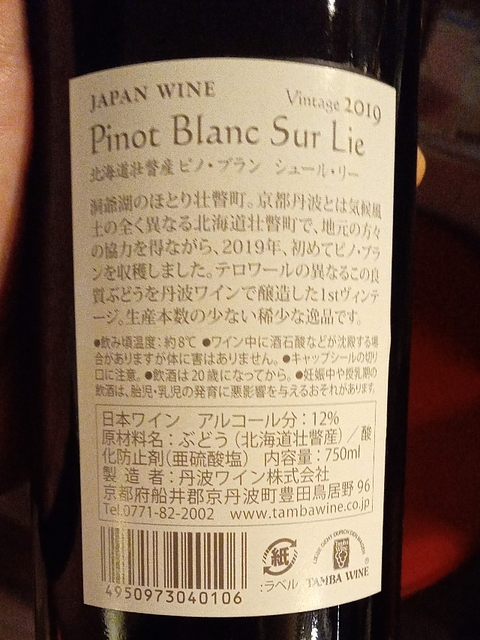 JAPAN WINE
Vintage 2019
Pinot Blanc Sur Lie
北海道壮瞥産ピノ・ブラン シュール・リー
洞爺湖のほとり壮瞥町。京都丹波とは気候風
土の全く異なる北海道壮瞥町で、地元の方々
の協力を得ながら、2019年、初めてピノ・ブラ
ンを収穫しました。テロワールの異なるこの良
質ぶどうを丹波ワインで醸造した1stヴィンテ
ージ。生産本数の少ない稀少な逸品です。
●飲み頃温度：約8℃ ●ワイン中に酒石酸などが沈殿する場
合がありますが体に害はありません。●キャップシールの切り
口に注意。●飲酒は20歳になってから。●妊娠中や授乳期の
飲酒は、胎児・乳児の発育に悪影響を与えるおそれがあります。
日本ワイン アルコール分：12%
原材料名：ぶどう（北海道壮瞥産）／酸
化防止剤（亜硫酸塩） 内容量：750ml
製造者：丹波ワイン株式会社
京都府船井郡京丹波町豊田鳥居野96
Tel.0771-82-2002 www.tambawine.co.jp
紙
:ラベル
TAMBA WINE
4950973040106